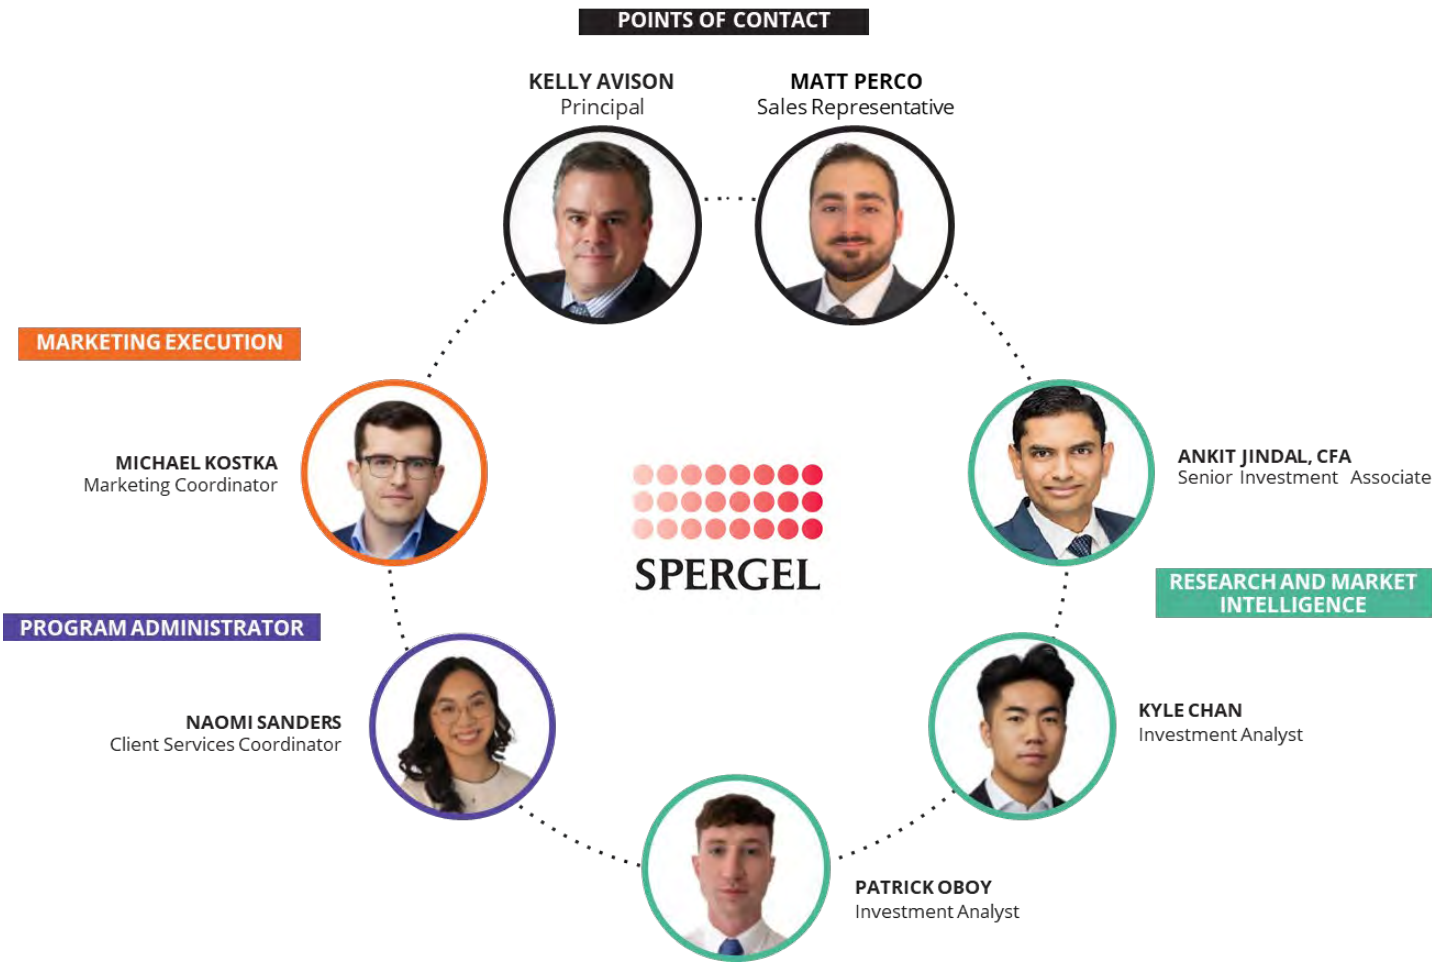 POINTS OF CONTACT
KELLY AVISON
Principal
MATT PERCO
Sales Representative
MARKETING EXECUTION
MICHAEL KOSTKA
Marketing Coordinator
ANKIT JINDAL, CFA
Senior Investment Associate
SPERGEL
RESEARCH AND MARKET
INTELLIGENCE
PROGRAM ADMINISTRATOR
NAOMI SANDERS
Client Services Coordinator
KYLE CHAN
Investment Analyst
PATRICK OBOY
Investment Analyst